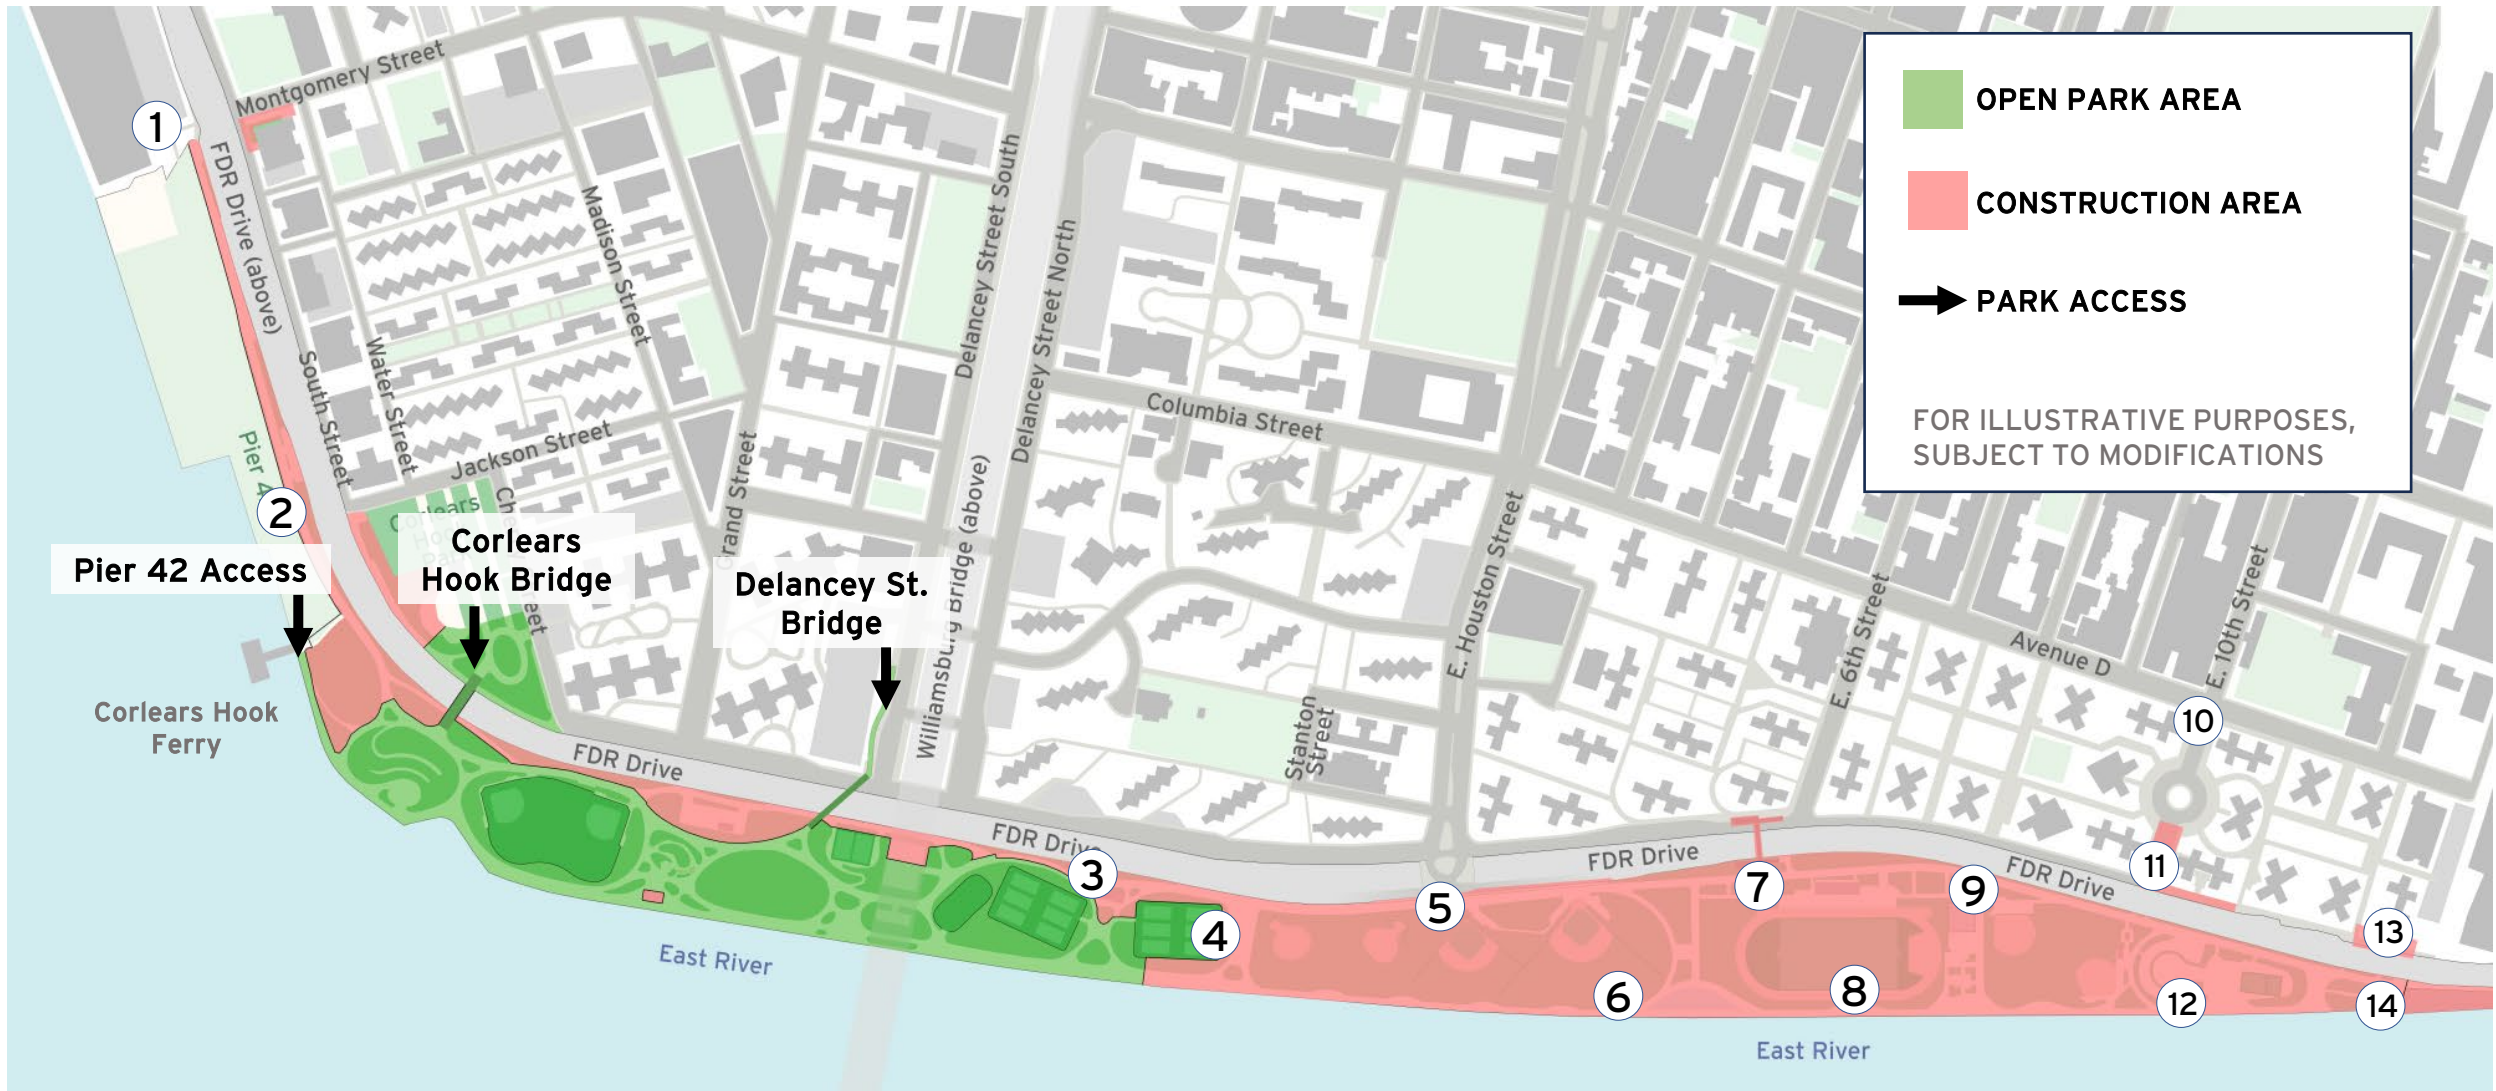 OPEN PARK AREA
CONSTRUCTION AREA
PARK ACCESS
FOR ILLUSTRATIVE PURPOSES,
SUBJECT TO MODIFICATIONS
Montgomery Street
1
FDR Drive (above)
South Street
Water Street
Madison Street
Jackson Street
Grand Street
Delancey Street South
Delancey Street North
Williamsburg Bridge (above)
Columbia Street
E. Houston Street
Stanton
Street
E. 6th Street
Avenue D
E. 10th Street
Pier 4
2
Corlears
Pier 42 Access
Corlears
Hook Bridge
Delancey St.
Bridge
Corlears Hook
Ferry
FDR Drive
FDR Drive
FDR Drive
FDR Drive
3
4
5
6
7
8
9
10
11
12
13
14
East River
East River